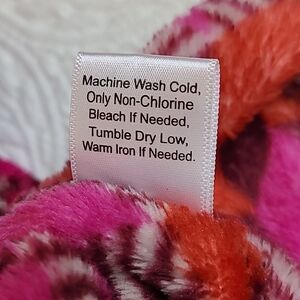 Machine Wash Cold,
Only Non-Chlorine
Bleach If Needed,
Tumble Dry Low,
Warm Iron If Needed.